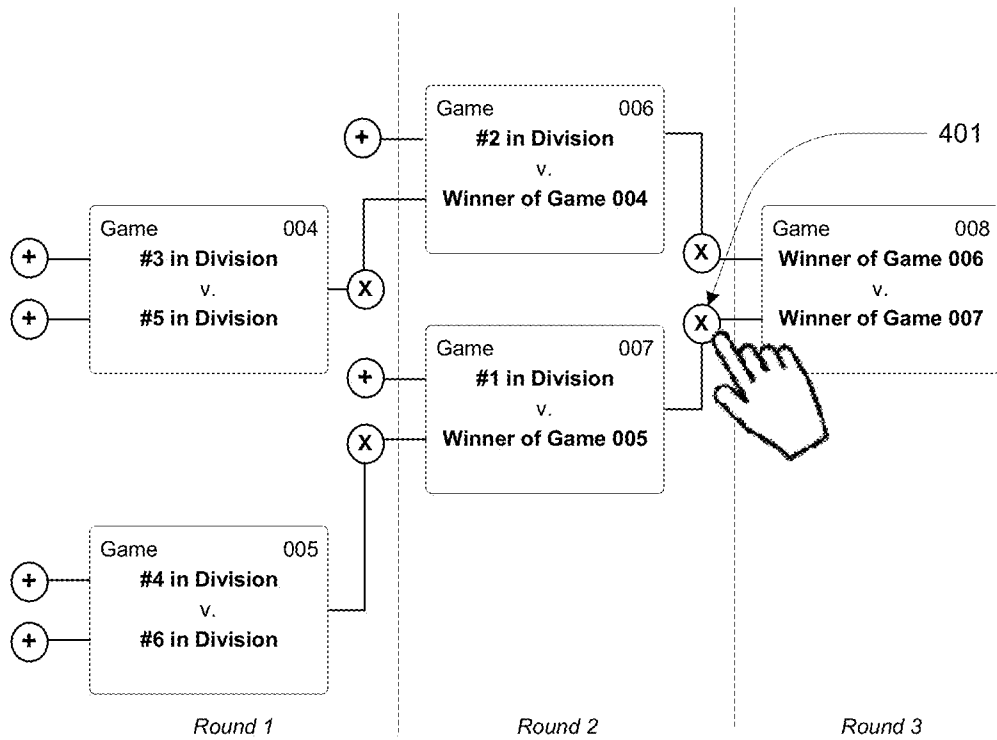 Game 004
#3 in Division
v.
#5 in Division
Game 005
#4 in Division
v.
#6 in Division
Round 1
Game 006
#2 in Division
v.
Winner of Game 004
Game 007
#1 in Division
v.
Winner of Game 005
Round 2
401
Game 008
Winner of Game 006
v.
Winner of Game 007
Round 3
+
+
+
+
+
+
X
X
X
X